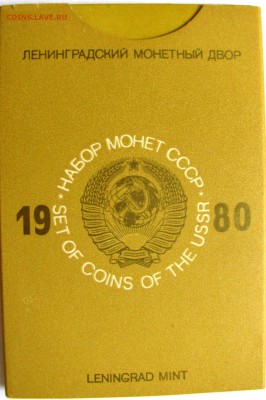 COINS.LAVE.RU
ЛЕНИНГРАДСКИЙ МОНЕТНЫЙ ДВОР
· НАБОР МОНЕТ СССР ·
19 80
SET OF COINS OF THE USSR
LENINGRAD MINT